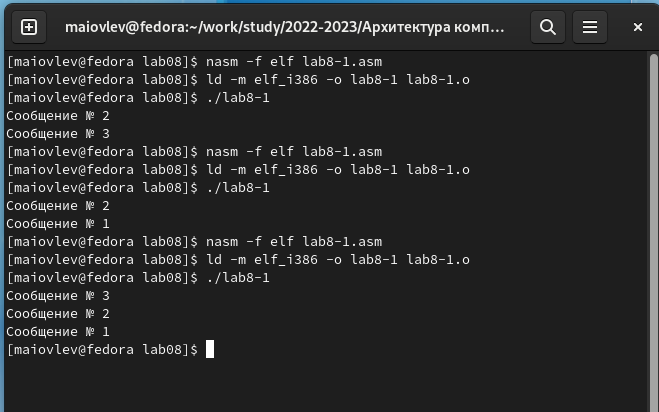 maiovlev@fedora:~/work/study/2022-2023/Архитектура комп...
[maiovlev@fedora lab08]$ nasm -f elf lab8-1.asm
[maiovlev@fedora lab08]$ ld -m elf_i386 -o lab8-1 lab8-1.o
[maiovlev@fedora lab08]$ ./lab8-1
Сообщение № 2
Сообщение № 3
[maiovlev@fedora lab08]$ nasm -f elf lab8-1.asm
[maiovlev@fedora lab08]$ ld -m elf_i386 -o lab8-1 lab8-1.o
[maiovlev@fedora lab08]$ ./lab8-1
Сообщение № 2
Сообщение № 1
[maiovlev@fedora lab08]$ nasm -f elf lab8-1.asm
[maiovlev@fedora lab08]$ ld -m elf_i386 -o lab8-1 lab8-1.o
[maiovlev@fedora lab08]$ ./lab8-1
Сообщение № 3
Сообщение № 2
Сообщение № 1
[maiovlev@fedora lab08]$